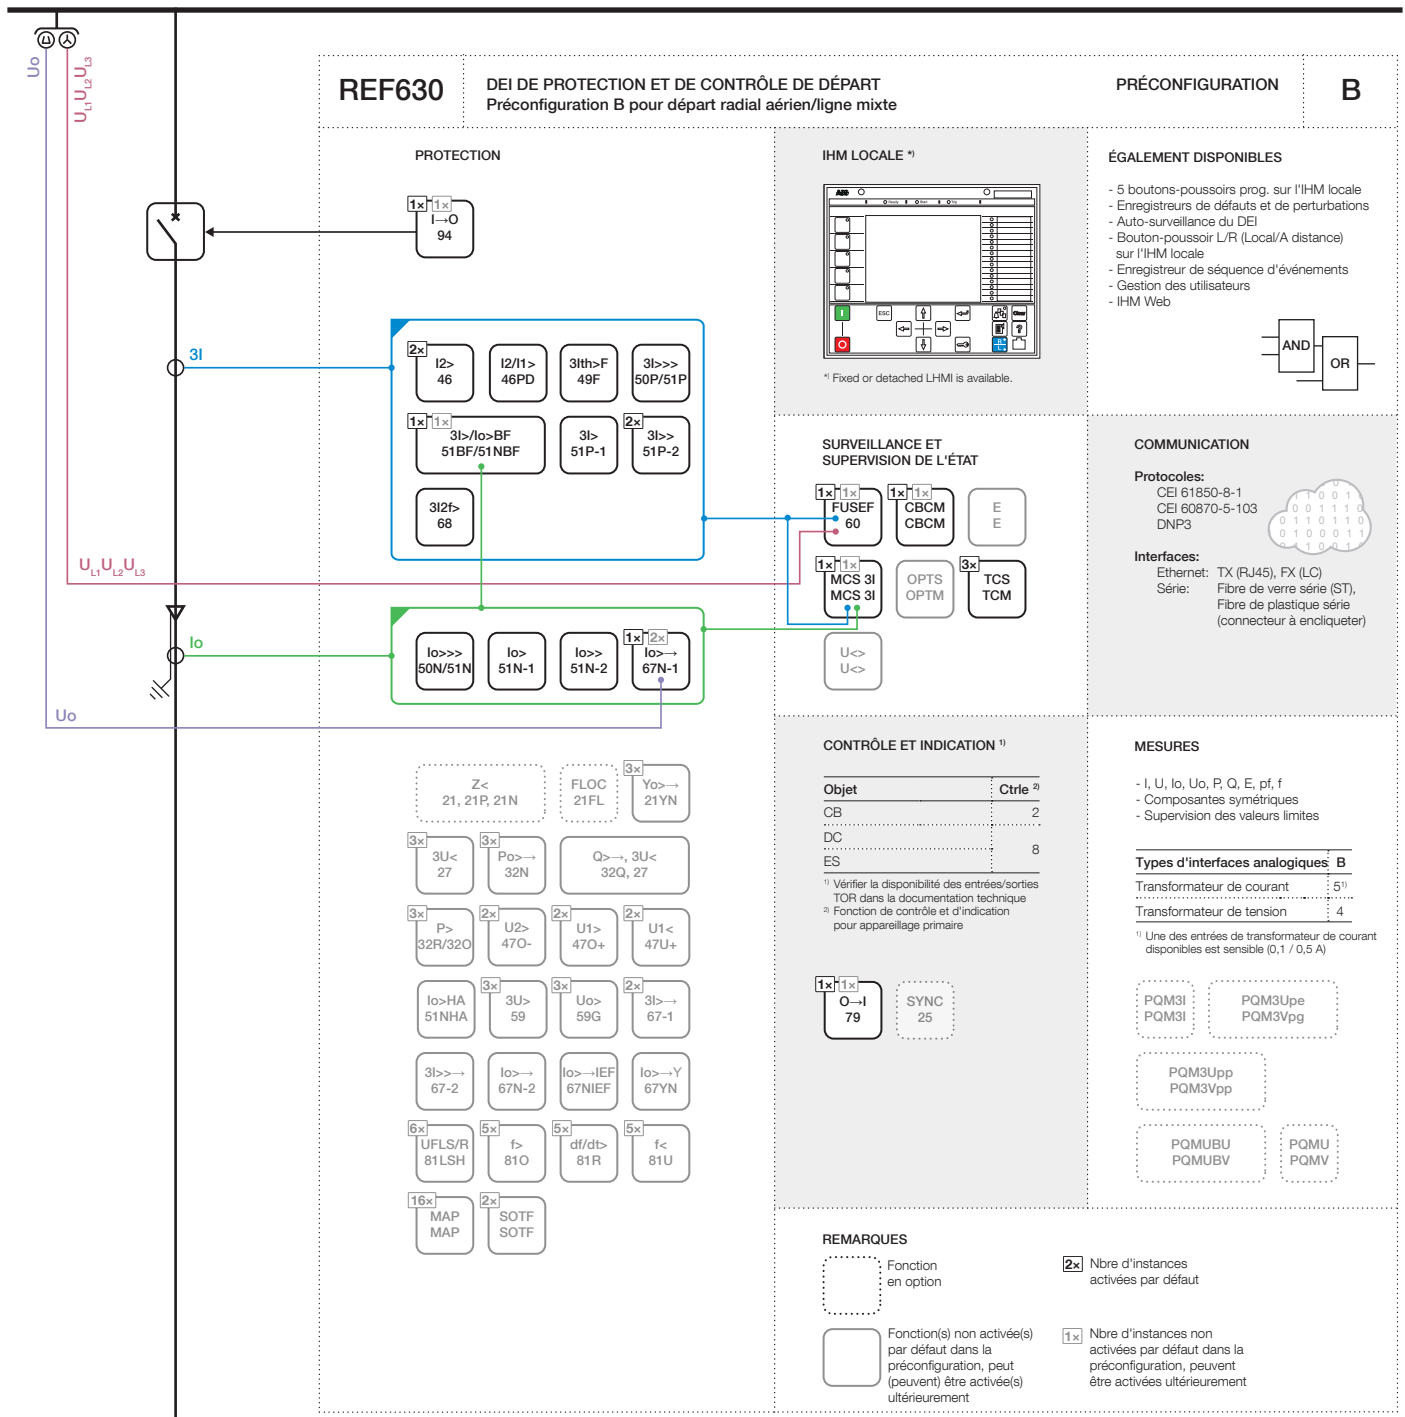 Uo
UL1UL2UL3
REF630
DEI DE PROTECTION ET DE CONTRÔLE DE DÉPART
Préconfiguration B pour départ radial aérien/ligne mixte
PRÉCONFIGURATION
B
PROTECTION
1× 1×
I→O
94
3I
2×
I2>
46
I2/I1>
46PD
3Ith>F
49F
3I>>>
50P/51P
1× 1×
3I>/Io>BF
51BF/51NBF
3I>
51P-1
2×
3I>>
51P-2
3I2f>
68
UL1UL2UL3
Io
Io>>>
50N/51N
Io>
51N-1
Io>>
51N-2
1× 2×
Io>→
67N-1
Uo
Z<
21, 21P, 21N
FLOC
21FL
3×
Yo>→
21YN
3×
3U<
27
3×
Po>→
32N
Q>→, 3U<
32Q, 27
3×
P>
32R/32O
2×
U2>
47O-
2×
U1>
47O+
2×
U1<
47U+
Io>HA
51NHA
3×
3U>
59
3×
Uo>
59G
2×
3I>→
67-1
3I>>→
67-2
Io>→
67N-2
Io>→IEF
67NIEF
Io>→Y
67YN
6×
UFLS/R
81LSH
5×
f>
81O
5×
df/dt>
81R
5×
f<
81U
16×
MAP
MAP
2×
SOTF
SOTF
IHM LOCALE *)
ABB
Ready
Start
Trip
ESC
Clear
I
O
R
L
?
*) Fixed or detached LHMI is available.
ÉGALEMENT DISPONIBLES
- 5 boutons-poussoirs prog. sur l'IHM locale
- Enregistreurs de défauts et de perturbations
- Auto-surveillance du DEI
- Bouton-poussoir L/R (Local/A distance)
sur l'IHM locale
- Enregistreur de séquence d'événements
- Gestion des utilisateurs
- IHM Web
AND
OR
SURVEILLANCE ET
SUPERVISION DE L'ÉTAT
1× 1×
FUSEF
60
1× 1×
CBCM
CBCM
E
E
1× 1×
MCS 3I
MCS 3I
OPTS
OPTM
3×
TCS
TCM
U<>
U<>
COMMUNICATION
Protocoles:
CEI 61850-8-1
CEI 60870-5-103
DNP3
Interfaces:
Ethernet: TX (RJ45), FX (LC)
Série: Fibre de verre série (ST),
Fibre de plastique série
(connecteur à encliqueter)
CONTRÔLE ET INDICATION 1)
Objet Ctrle 2)
CB 2
DC
8
ES
1) Vérifier la disponibilité des entrées/sorties
TOR dans la documentation technique
2) Fonction de contrôle et d'indication
pour appareillage primaire
1× 1×
O→I
79
SYNC
25
MESURES
- I, U, Io, Uo, P, Q, E, pf, f
- Composantes symétriques
- Supervision des valeurs limites
Types d'interfaces analogiques B
Transformateur de courant 5 1)
Transformateur de tension 4
1) Une des entrées de transformateur de courant
disponibles est sensible (0,1 / 0,5 A)
PQM3I
PQM3I
PQM3Upe
PQM3Vpg
PQM3Upp
PQM3Vpp
PQMUBU
PQMUBV
PQMU
PQMV
REMARQUES
Fonction
en option
2×
Nbre d'instances
activées par défaut
Fonction(s) non activée(s)
par défaut dans la
préconfiguration, peut
(peuvent) être activée(s)
ultérieurement
1×
Nbre d'instances non
activées par défaut dans la
préconfiguration, peuvent
être activées ultérieurement